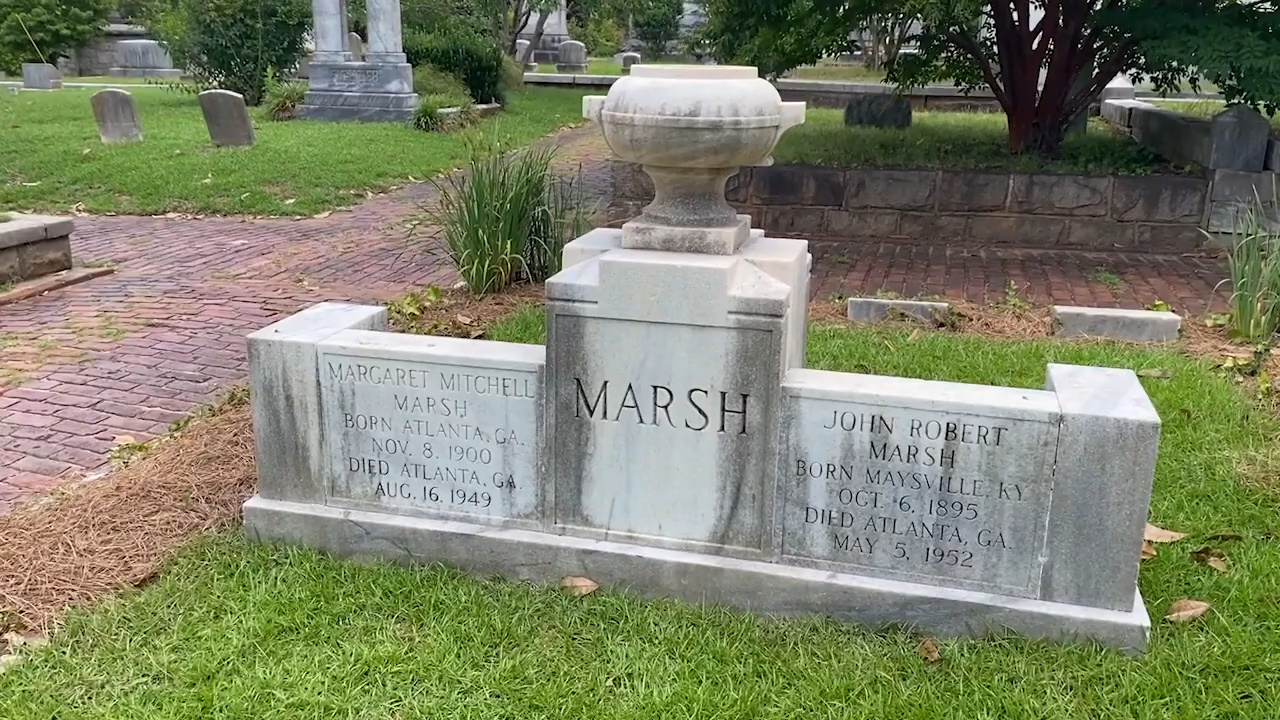 MARGARET MITCHELL
MARSH
BORN ATLANTA, GA.
NOV. 8, 1900
DIED ATLANTA, GA.
AUG. 16, 1949
MARSH
JOHN ROBERT
MARSH
BORN MAYSVILLE, KY.
OCT. 6, 1895
DIED ATLANTA, GA.
MAY 5, 1952